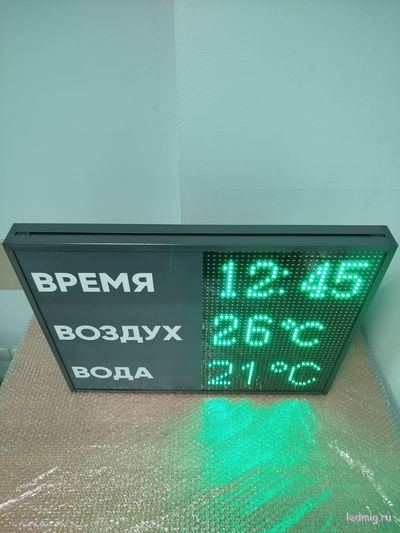 ВРЕМЯ 12:45
ВОЗДУХ 26°C
ВОДА 21°C
ledmig.ru